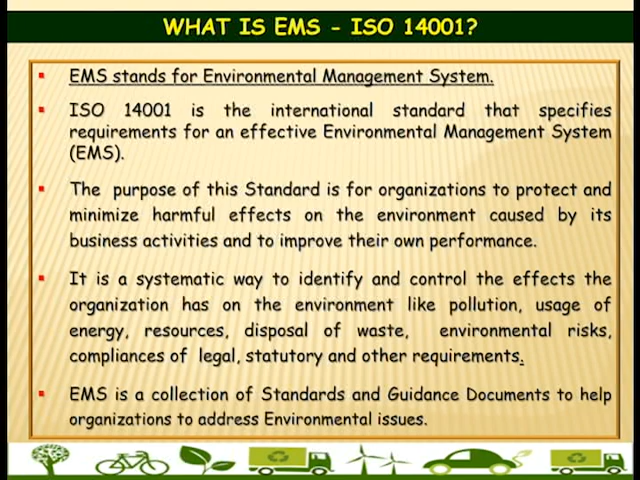 WHAT IS EMS - ISO 14001?
EMS stands for Environmental Management System.
ISO 14001 is the international standard that specifies
requirements for an effective Environmental Management System
(EMS).
The purpose of this Standard is for organizations to protect and
minimize harmful effects on the environment caused by its
business activities and to improve their own performance.
It is a systematic way to identify and control the effects the
organization has on the environment like pollution, usage of
energy, resources, disposal of waste, environmental risks,
compliances of legal, statutory and other requirements.
EMS is a collection of Standards and Guidance Documents to help
organizations to address Environmental issues.